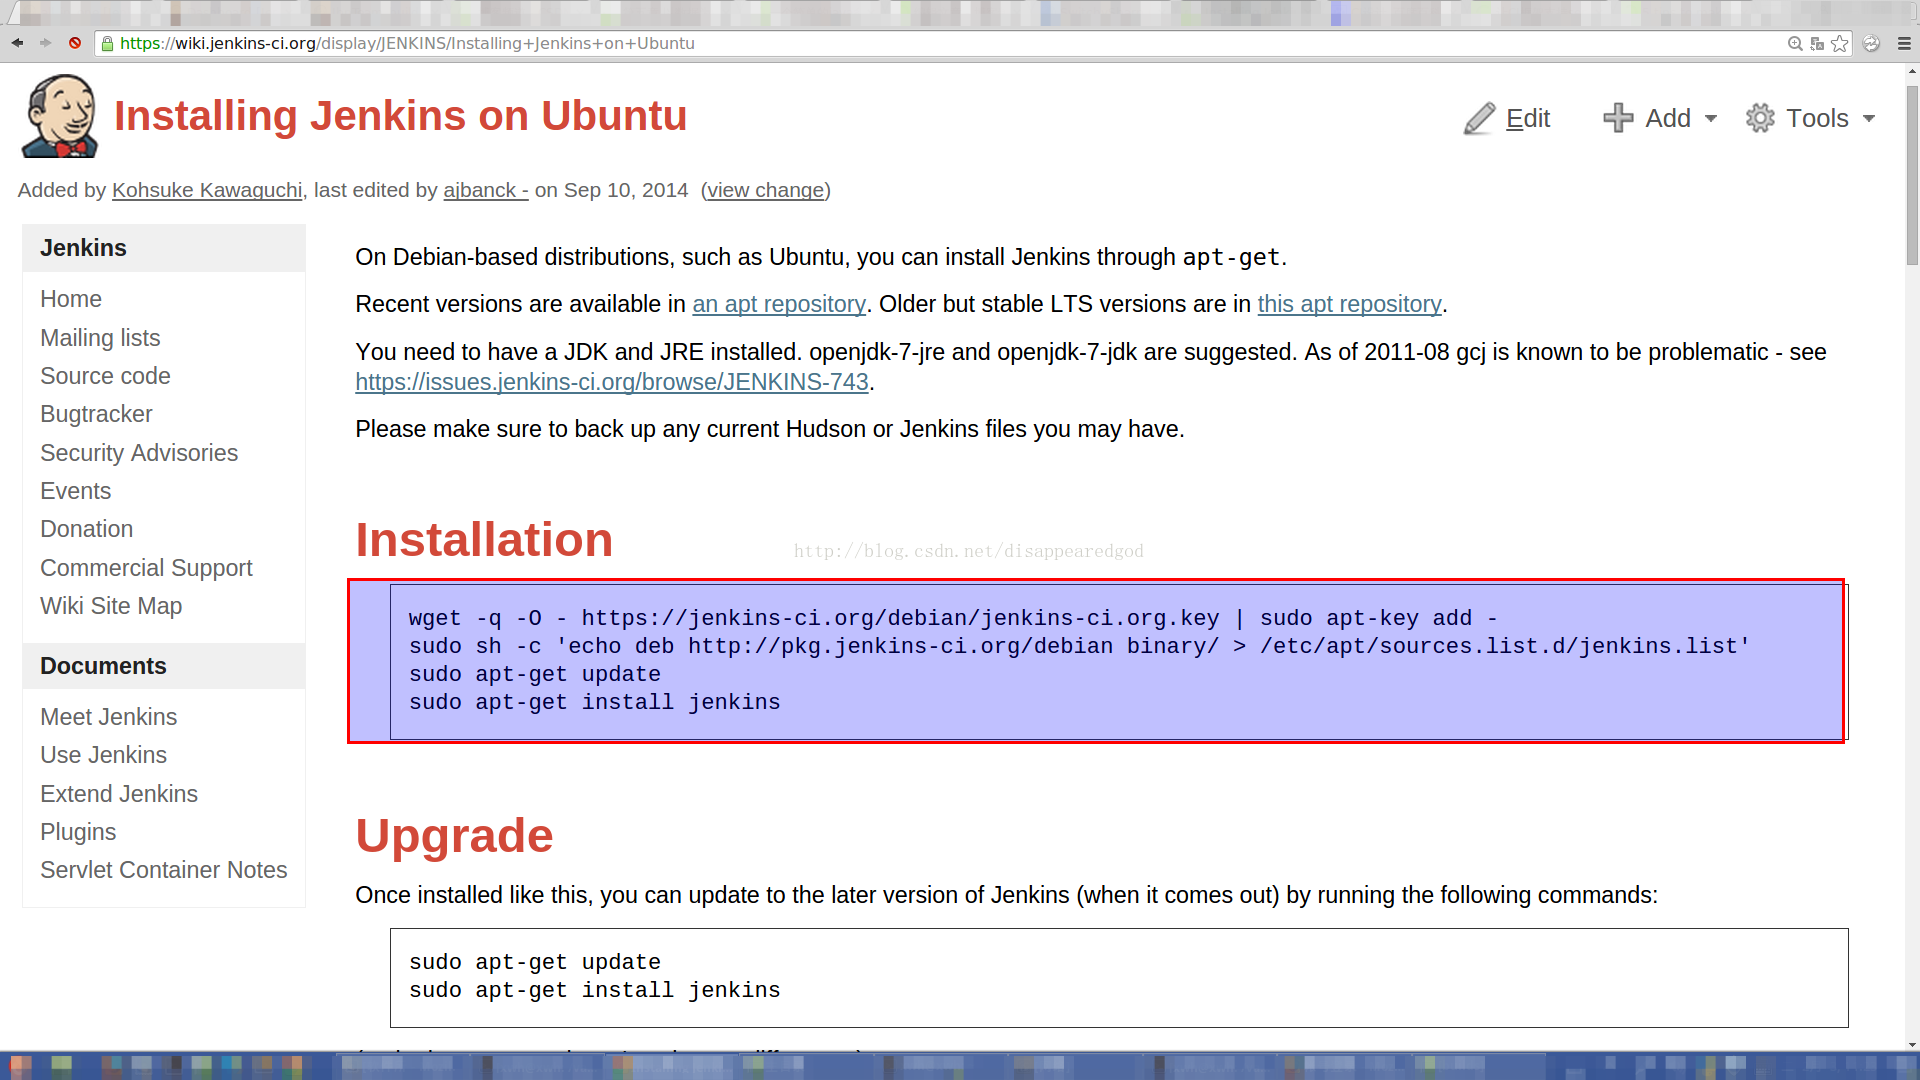 https://wiki.jenkins-ci.org/display/JENKINS/Installing+Jenkins+on+Ubuntu
Installing Jenkins on Ubuntu
Edit
Add
Tools
Added by Kohsuke Kawaguchi, last edited by ajbanck - on Sep 10, 2014 (view change)
Jenkins
Home
Mailing lists
Source code
Bugtracker
Security Advisories
Events
Donation
Commercial Support
Wiki Site Map
Documents
Meet Jenkins
Use Jenkins
Extend Jenkins
Plugins
Servlet Container Notes
On Debian-based distributions, such as Ubuntu, you can install Jenkins through apt-get.
Recent versions are available in an apt repository. Older but stable LTS versions are in this apt repository.
You need to have a JDK and JRE installed. openjdk-7-jre and openjdk-7-jdk are suggested. As of 2011-08 gcj is known to be problematic - see
https://issues.jenkins-ci.org/browse/JENKINS-743.
Please make sure to back up any current Hudson or Jenkins files you may have.
Installation
http://blog.csdn.net/disappearedgod
wget -q -O - https://jenkins-ci.org/debian/jenkins-ci.org.key | sudo apt-key add -
sudo sh -c 'echo deb http://pkg.jenkins-ci.org/debian binary/ > /etc/apt/sources.list.d/jenkins.list'
sudo apt-get update
sudo apt-get install jenkins
Upgrade
Once installed like this, you can update to the later version of Jenkins (when it comes out) by running the following commands:
sudo apt-get update
sudo apt-get install jenkins